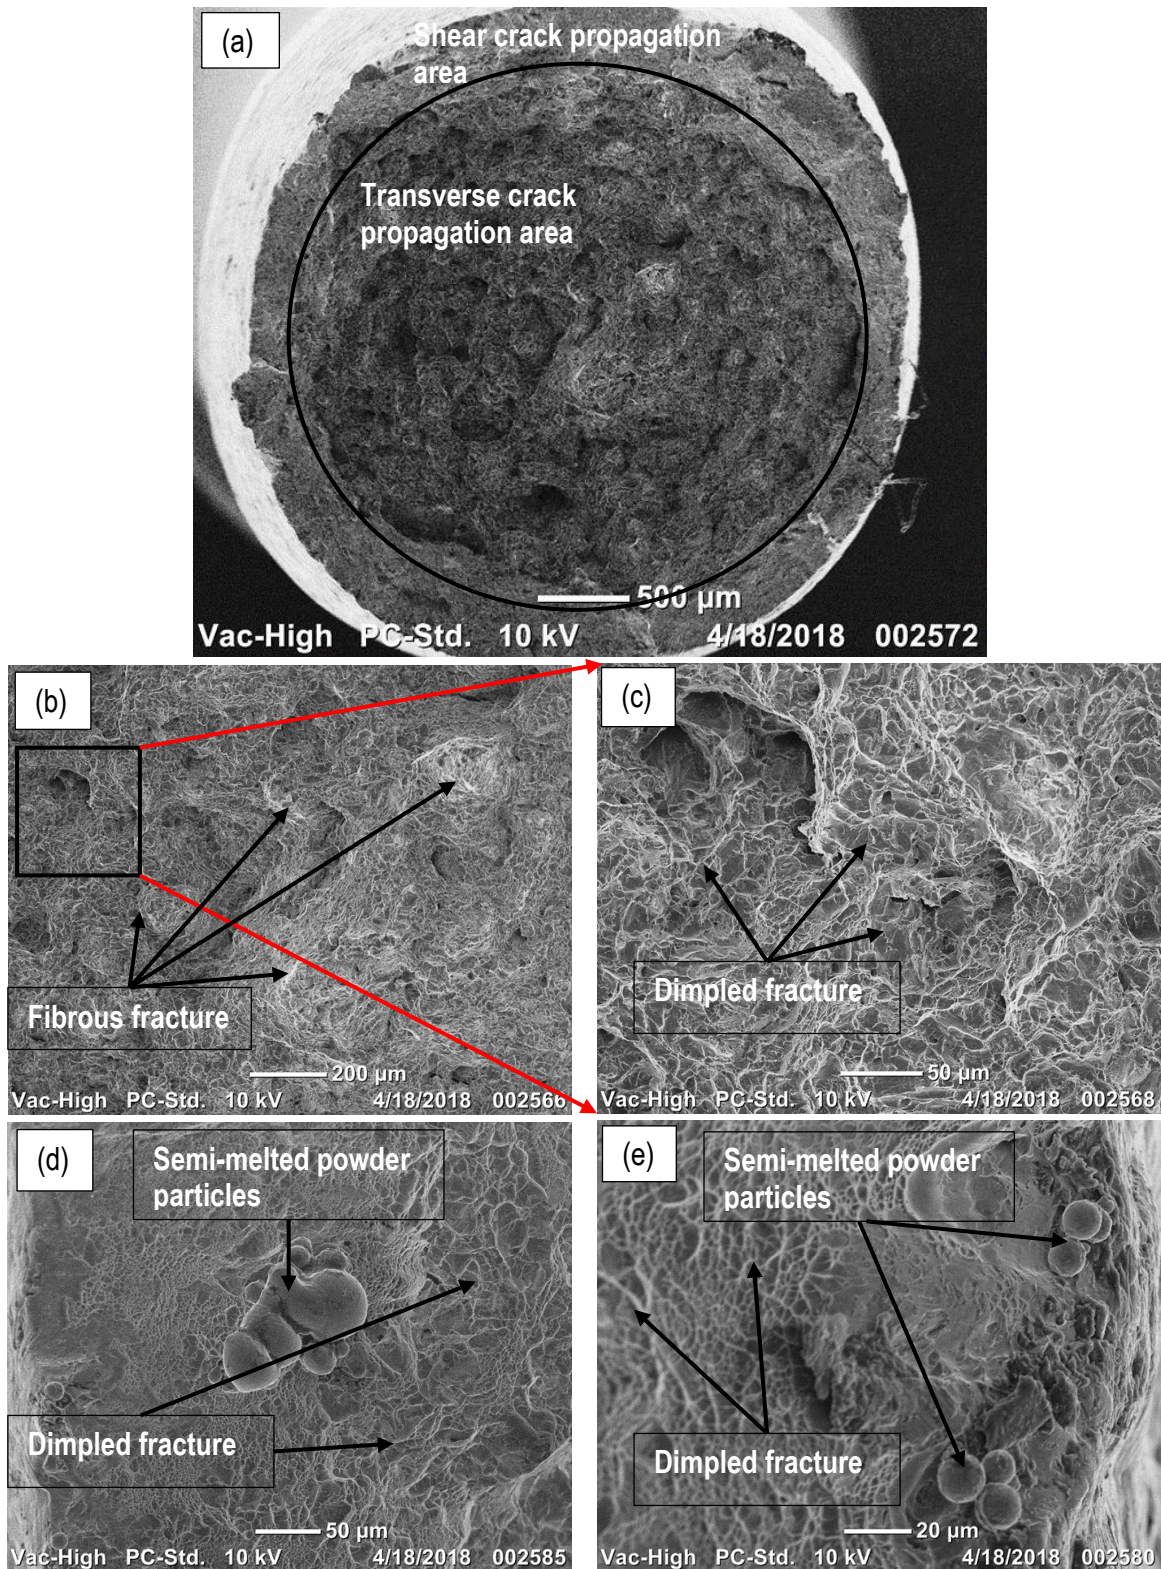 (a)
Shear crack propagation
area
Transverse crack
propagation area
500 µm
Vac-High PC-Std. 10 kV 4/18/2018 002572
(b)
Fibrous fracture
200 µm
Vac-High PC-Std. 10 kV 4/18/2018 002566
(c)
Dimpled fracture
50 µm
Vac-High PC-Std. 10 kV 4/18/2018 002568
(d)
Semi-melted powder
particles
Dimpled fracture
50 µm
Vac-High PC-Std. 10 kV 4/18/2018 002585
(e)
Semi-melted powder
particles
Dimpled fracture
20 µm
Vac-High PC-Std. 10 kV 4/18/2018 002580